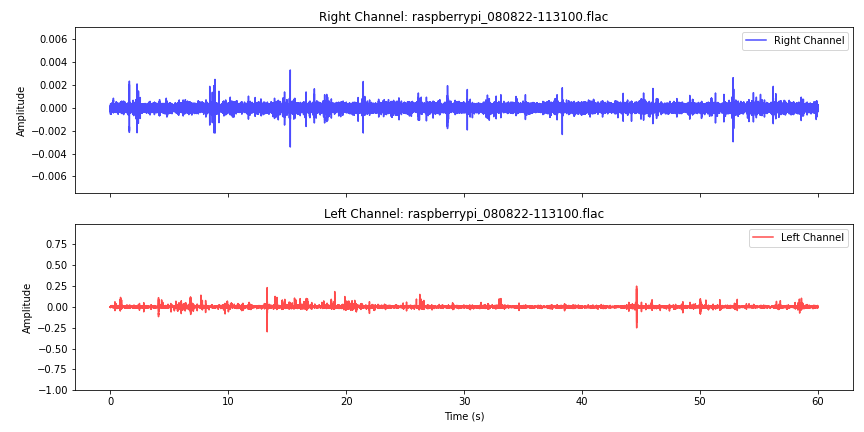 Right Channel: raspberrypi_080822-113100.flac
Amplitude
0.006
0.004
0.002
0.000
−0.002
−0.004
−0.006
Right Channel
Left Channel: raspberrypi_080822-113100.flac
Amplitude
0.75
0.50
0.25
0.00
−0.25
−0.50
−0.75
−1.00
Left Channel
0 10 20 30 40 50 60
Time (s)